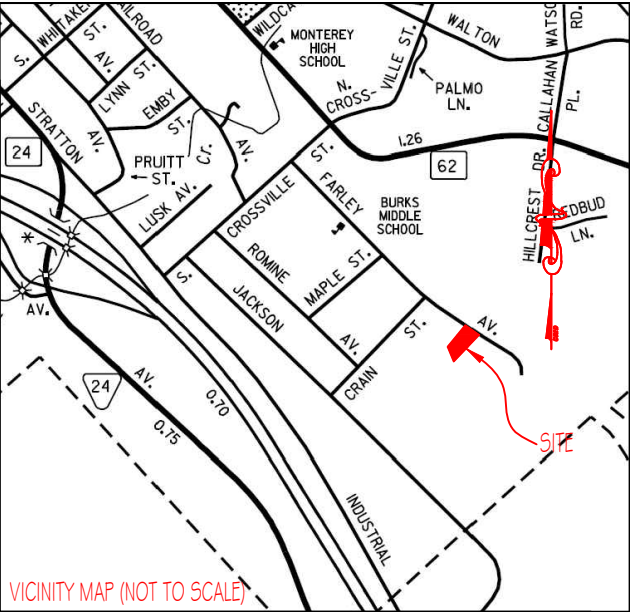 WHITAKER
S.
ST.
AV.
LYNN ST.
EMBY
ST.
AILROAD
AV.
STRATTON
AV.
24
PRUITT
ST.
CT.
LUSK AV.
WILDCA
MONTEREY
HIGH
SCHOOL
N.
CROSS-
VILLE ST.
WALTON
PALMO
LN.
WATSO
RD.
CALLAHAN
PL.
1.26
62
HILLCREST DR.
REDBUD
LN.
S.
CROSSVILLE
ST.
FARLEY
AV.
BURKS
MIDDLE
SCHOOL
ROMINE
AV.
MAPLE ST.
JACKSON
CRAIN
ST.
SITE
AV.
24
AV.
0.70
0.75
INDUSTRIAL
VICINITY MAP (NOT TO SCALE)